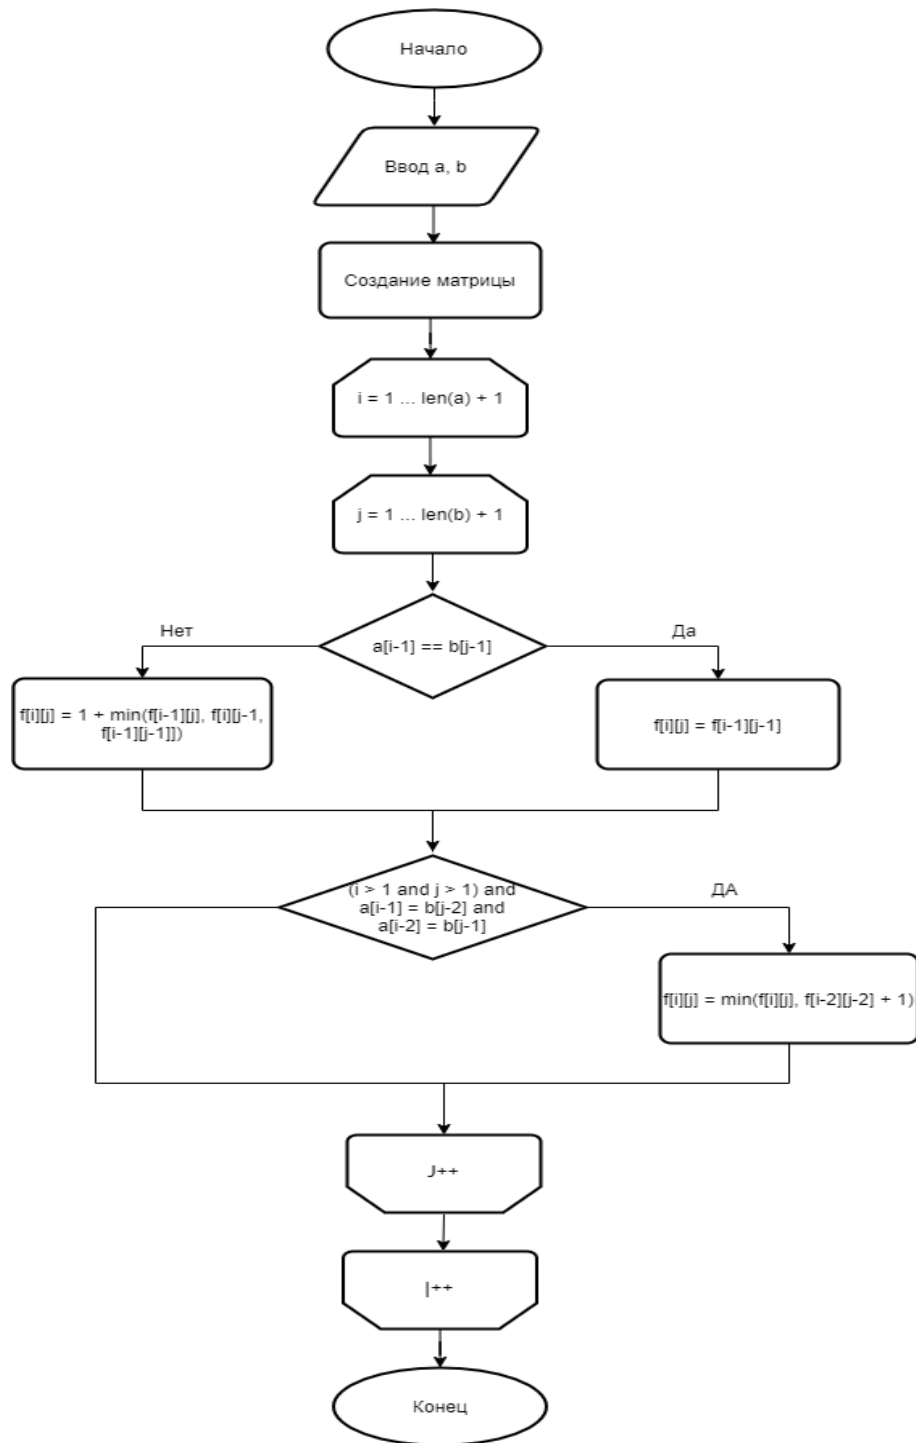 Начало
Ввод a, b
Создание матрицы
i = 1 ... len(a) + 1
j = 1 ... len(b) + 1
a[i-1] == b[j-1]
Нет
Да
f[i][j] = 1 + min(f[i-1][j], f[i][j-1,
f[i-1][j-1]])
f[i][j] = f[i-1][j-1]
(i > 1 and j > 1) and
a[i-1] = b[j-2] and
a[i-2] = b[j-1]
ДА
f[i][j] = min(f[i][j], f[i-2][j-2] + 1)
J++
I++
Конец